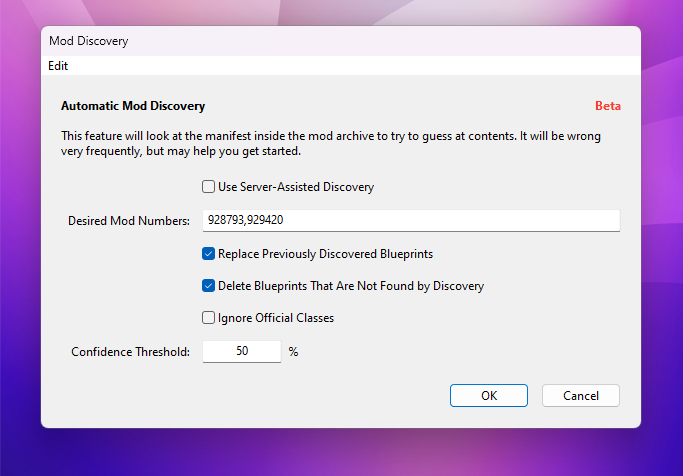 Mod Discovery
Edit
Automatic Mod Discovery
Beta
This feature will look at the manifest inside the mod archive to try to guess at contents. It will be wrong
very frequently, but may help you get started.
Use Server-Assisted Discovery
Desired Mod Numbers: 928793,929420
Replace Previously Discovered Blueprints
Delete Blueprints That Are Not Found by Discovery
Ignore Official Classes
Confidence Threshold: 50 %
OK Cancel